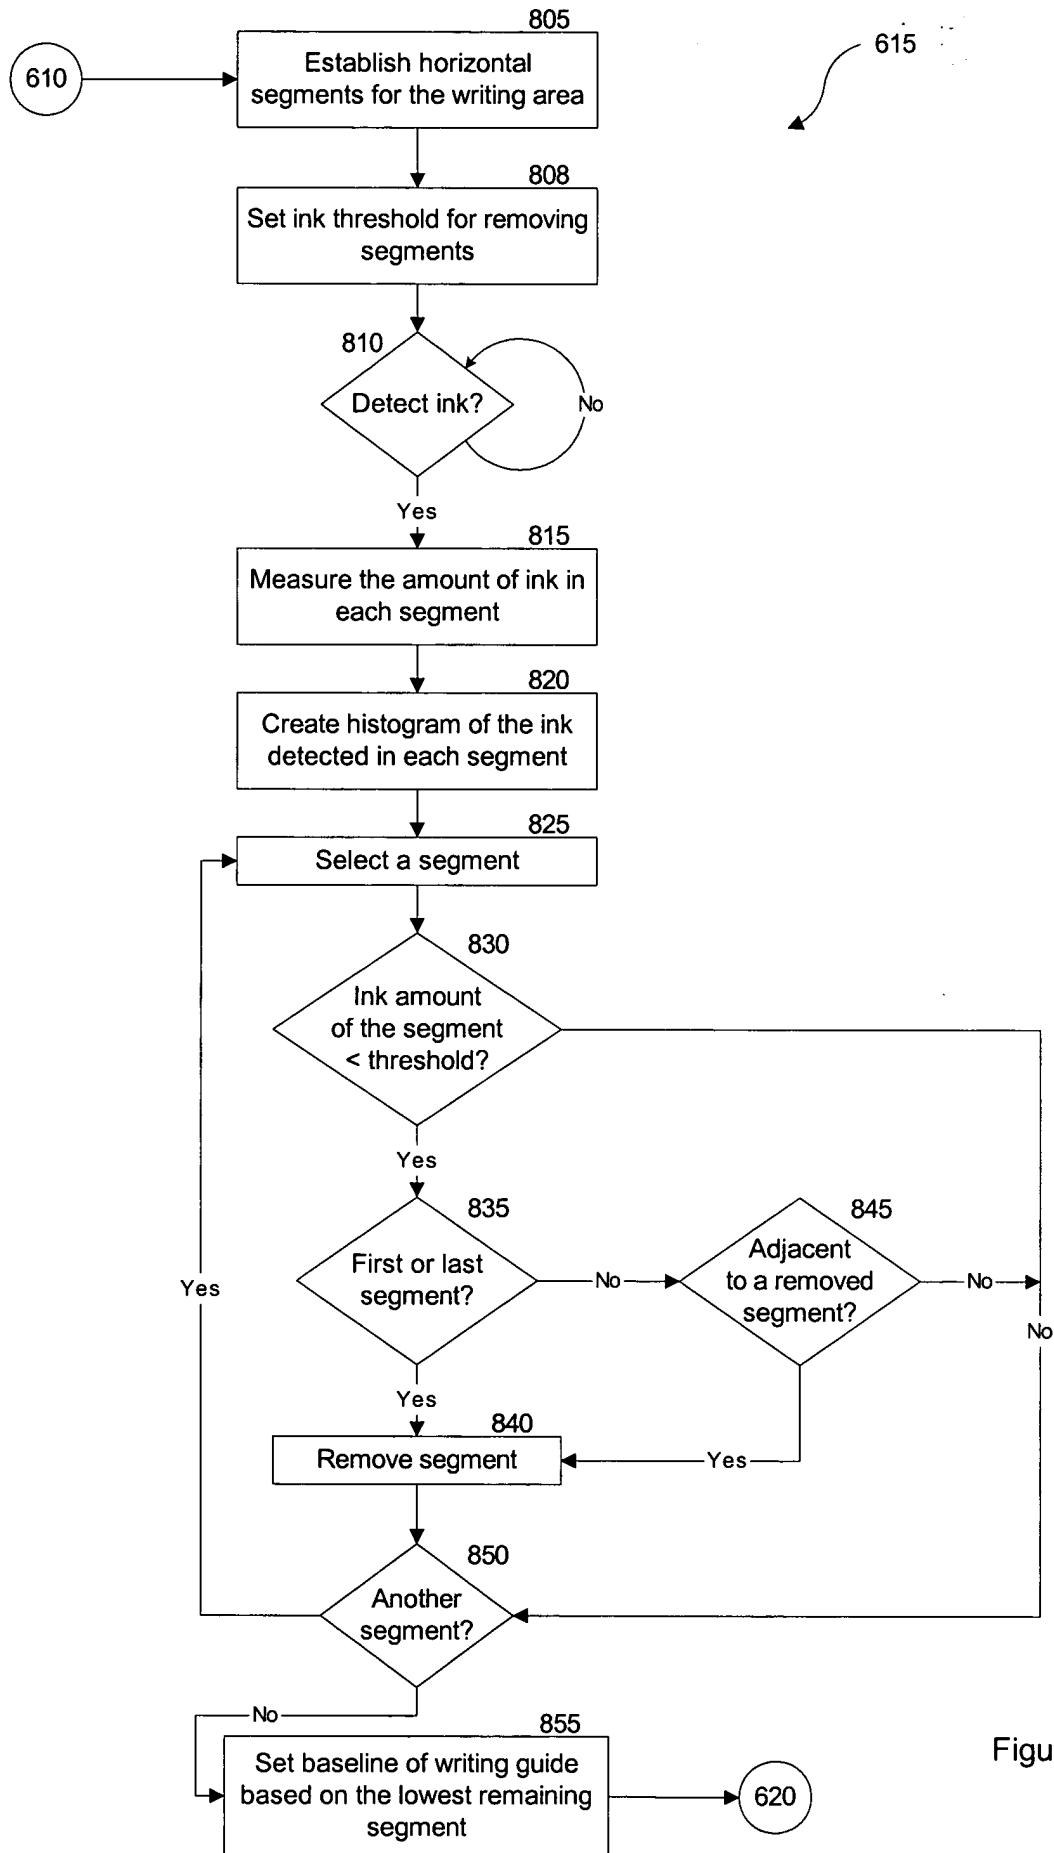 805
610
Establish horizontal
segments for the writing area
615
808
Set ink threshold for removing
segments
810
Detect ink?
No
Yes
815
Measure the amount of ink in
each segment
820
Create histogram of the ink
detected in each segment
825
Select a segment
830
Ink amount
of the segment
< threshold?
Yes
835
First or last
segment?
No
845
Adjacent
to a removed
segment?
No
No
Yes
Yes
840
Remove segment
Yes
850
Another
segment?
No
855
Set baseline of writing guide
based on the lowest remaining
segment
620
Figu